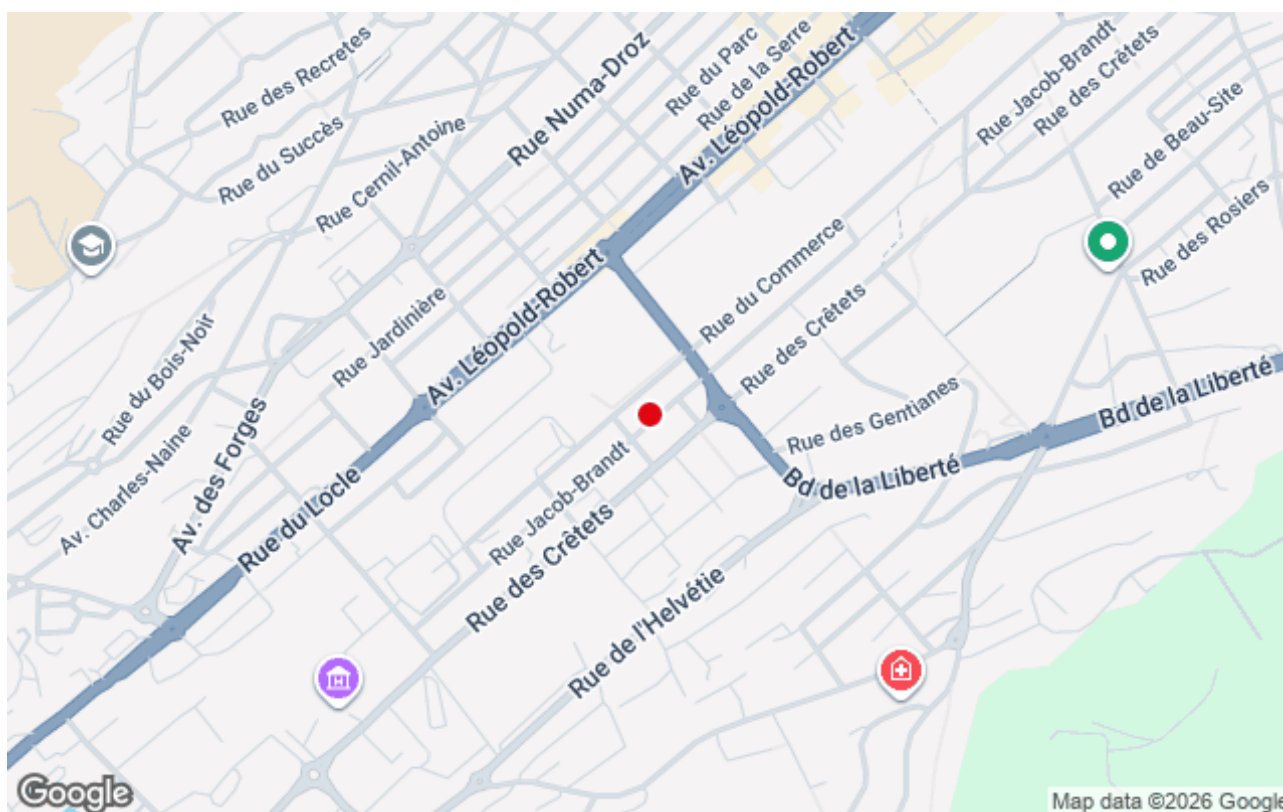 Rue des Recretes
Rue Numa-Droz
Rue du Parc
Rue de la Serre
Av. Léopold-Robert
Rue Jacob-Brandt
Rue des Crêtets
Rue du Succès
Rue Cernil-Antoine
Rue de Beau-Site
Rue des Rosiers
Rue du Commerce
Rue Jardinière
Av. Léopold-Robert
Rue des Crêtets
Rue du Bois-Noir
Av. des Forges
Av. Charles-Naine
Rue des Gentianes
Bd de la Liberté
Bd de la Liberté
Rue du Locle
Rue Jacob-Brandt
Rue des Crêtets
Rue de l'Helvétie
H
Google
Map data ©2026 Google